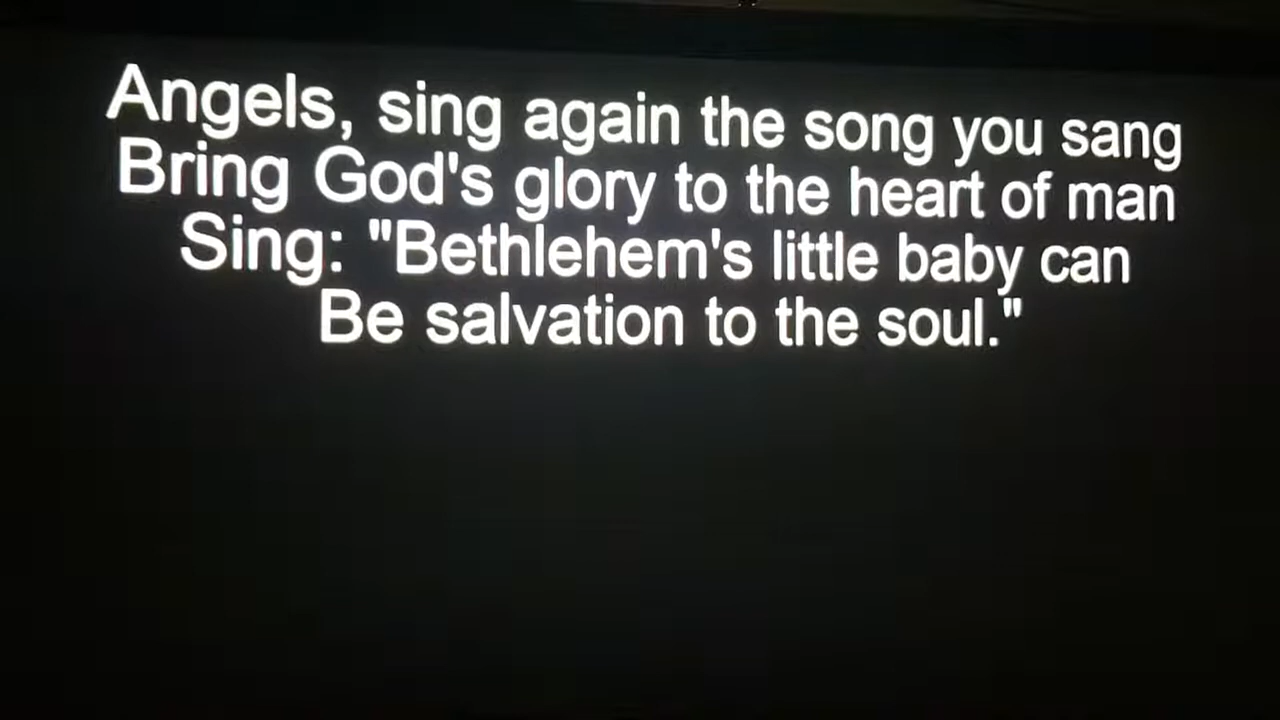 Angels, sing again the song you sang
Bring God's glory to the heart of man
Sing: "Bethlehem's little baby can
Be salvation to the soul."